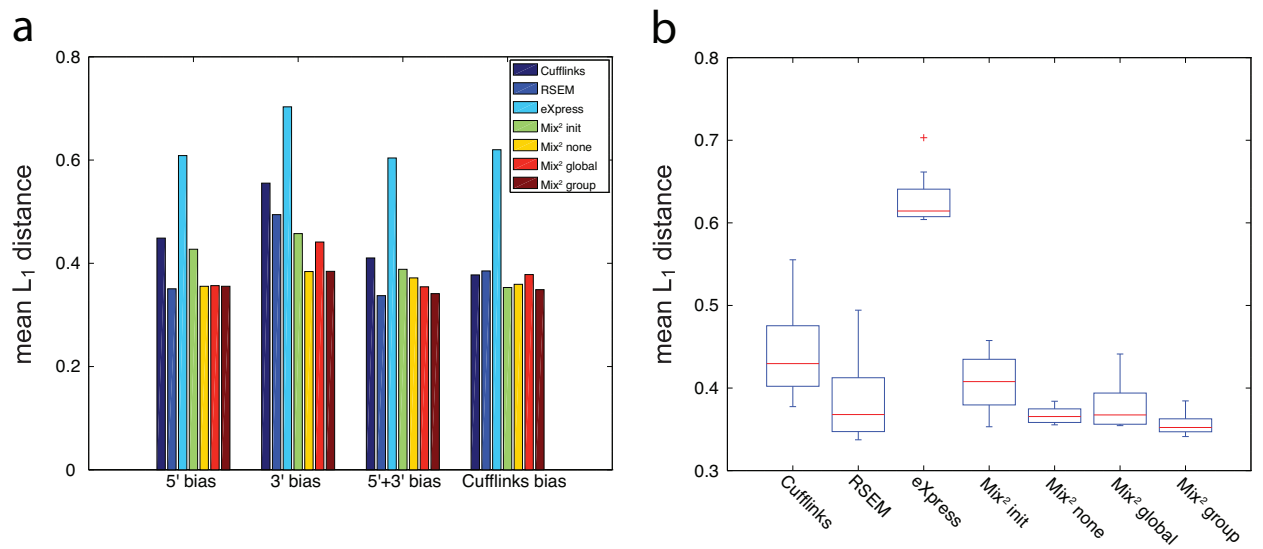 a
mean L1 distance
0.8
0.6
0.4
0.2
0
5' bias
3' bias
5'+3' bias
Cufflinks bias
Cufflinks
RSEM
eXpress
Mix² init
Mix² none
Mix² global
Mix² group
b
mean L1 distance
0.8
0.7
0.6
0.5
0.4
0.3
Cufflinks
RSEM
eXpress
Mix² init
Mix² none
Mix² global
Mix² group